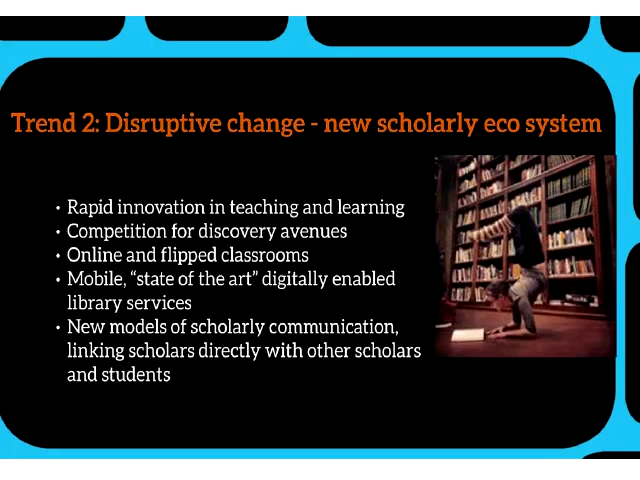 Trend 2: Disruptive change - new scholarly eco system
• Rapid innovation in teaching and learning
• Competition for discovery avenues
• Online and flipped classrooms
• Mobile, “state of the art” digitally enabled
library services
• New models of scholarly communication,
linking scholars directly with other scholars
and students